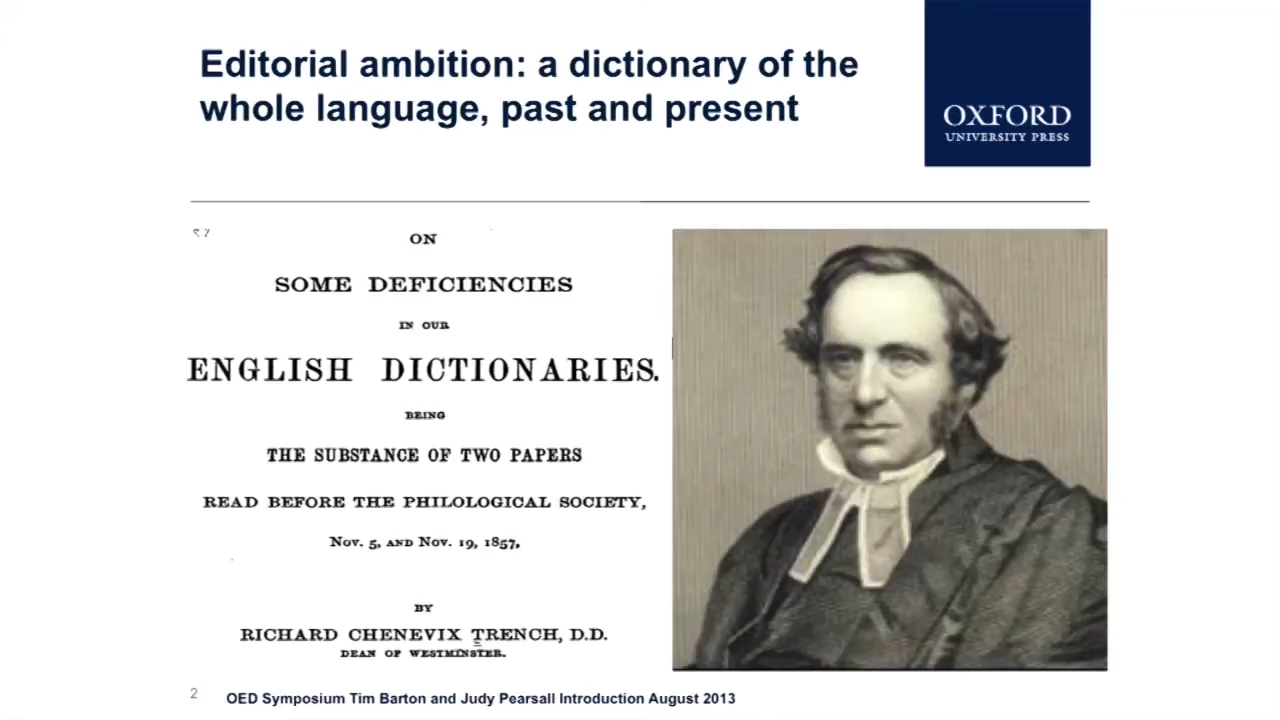 Editorial ambition: a dictionary of the
whole language, past and present
OXFORD
UNIVERSITY PRESS
ON
SOME DEFICIENCIES
IN OUR
ENGLISH DICTIONARIES.
BEING
THE SUBSTANCE OF TWO PAPERS
READ BEFORE THE PHILOLOGICAL SOCIETY,
Nov. 5, AND Nov. 19, 1857,
BY
RICHARD CHENEVIX TRENCH, D.D.
DEAN OF WESTMINSTER.
2
OED Symposium Tim Barton and Judy Pearsall Introduction August 2013